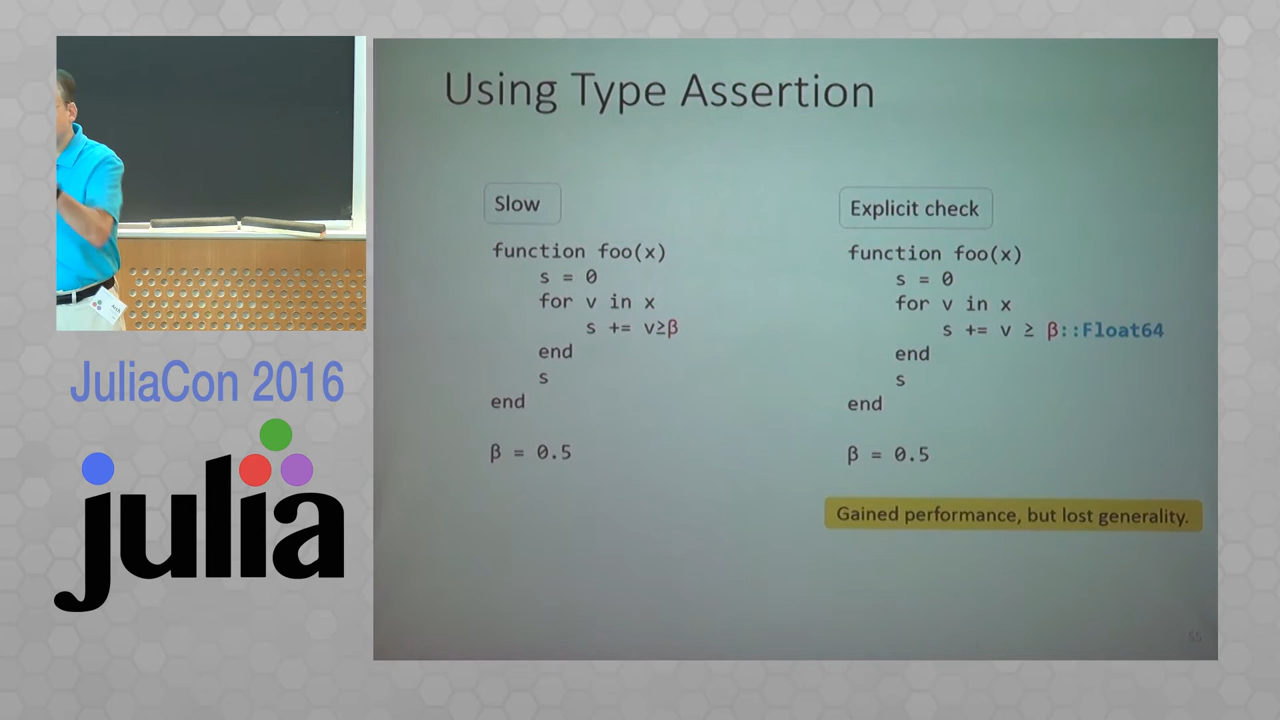 Using Type Assertion
Slow
function foo(x)
s = 0
for v in x
s += v≥β
end
s
end
β = 0.5
Explicit check
function foo(x)
s = 0
for v in x
s += v ≥ β::Float64
end
s
end
β = 0.5
Gained performance, but lost generality.
55
JuliaCon 2016
julia